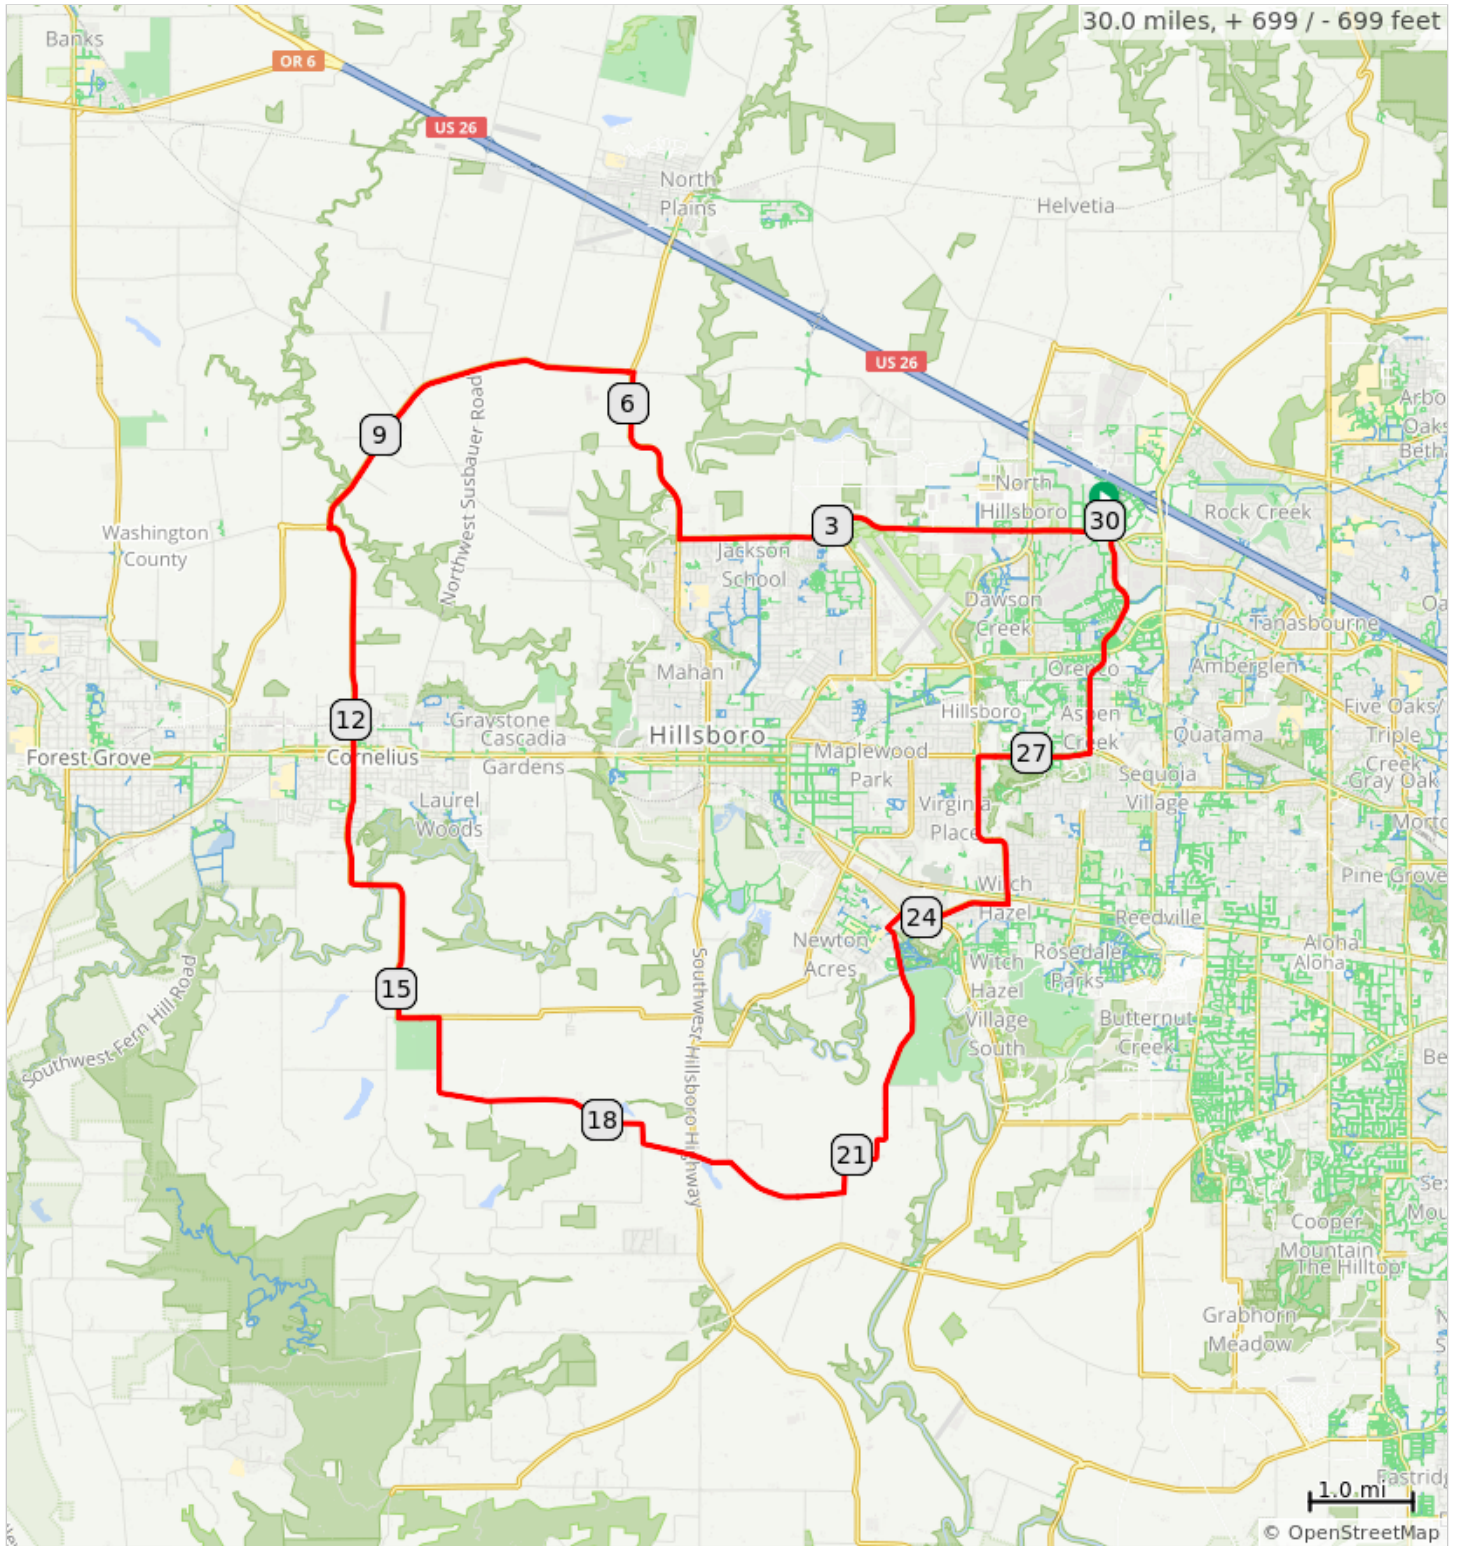 30.0 miles, + 699 / - 699 feet
Banks
OR 6
US 26
North
Plains
Helvetia
US 26
6
9
Northwest Susbauer Road
Washington
County
3
Jackson
School
North
Hillsboro
30
Rock Creek
Dawson
Creek
Tanasbourne
Mahan
Amberglen
12
Graystone
Cascadia
Gardens
Hillsboro
Hillsboro
Aspen
Creek
Quatama
Five Oaks/
Triple
Creek
Gray Oak
Forest Grove
Cornelius
Maplewood
Park
27
Sequoia
Village
Laurel
Woods
Virginia
Place
Pine Grove
Witch
Hazel
24
Reedville
Newton
Acres
Rosedale
Parks
Aloha
Aloha
Witch
Hazel
Village
South
15
Butternut
Creek
Southwest Fern Hill Road
Southwest Hillsboro Highway
18
21
Cooper
Mountain
The Hilltop
Grabhorn
Meadow
1.0 mi
© OpenStreetMap